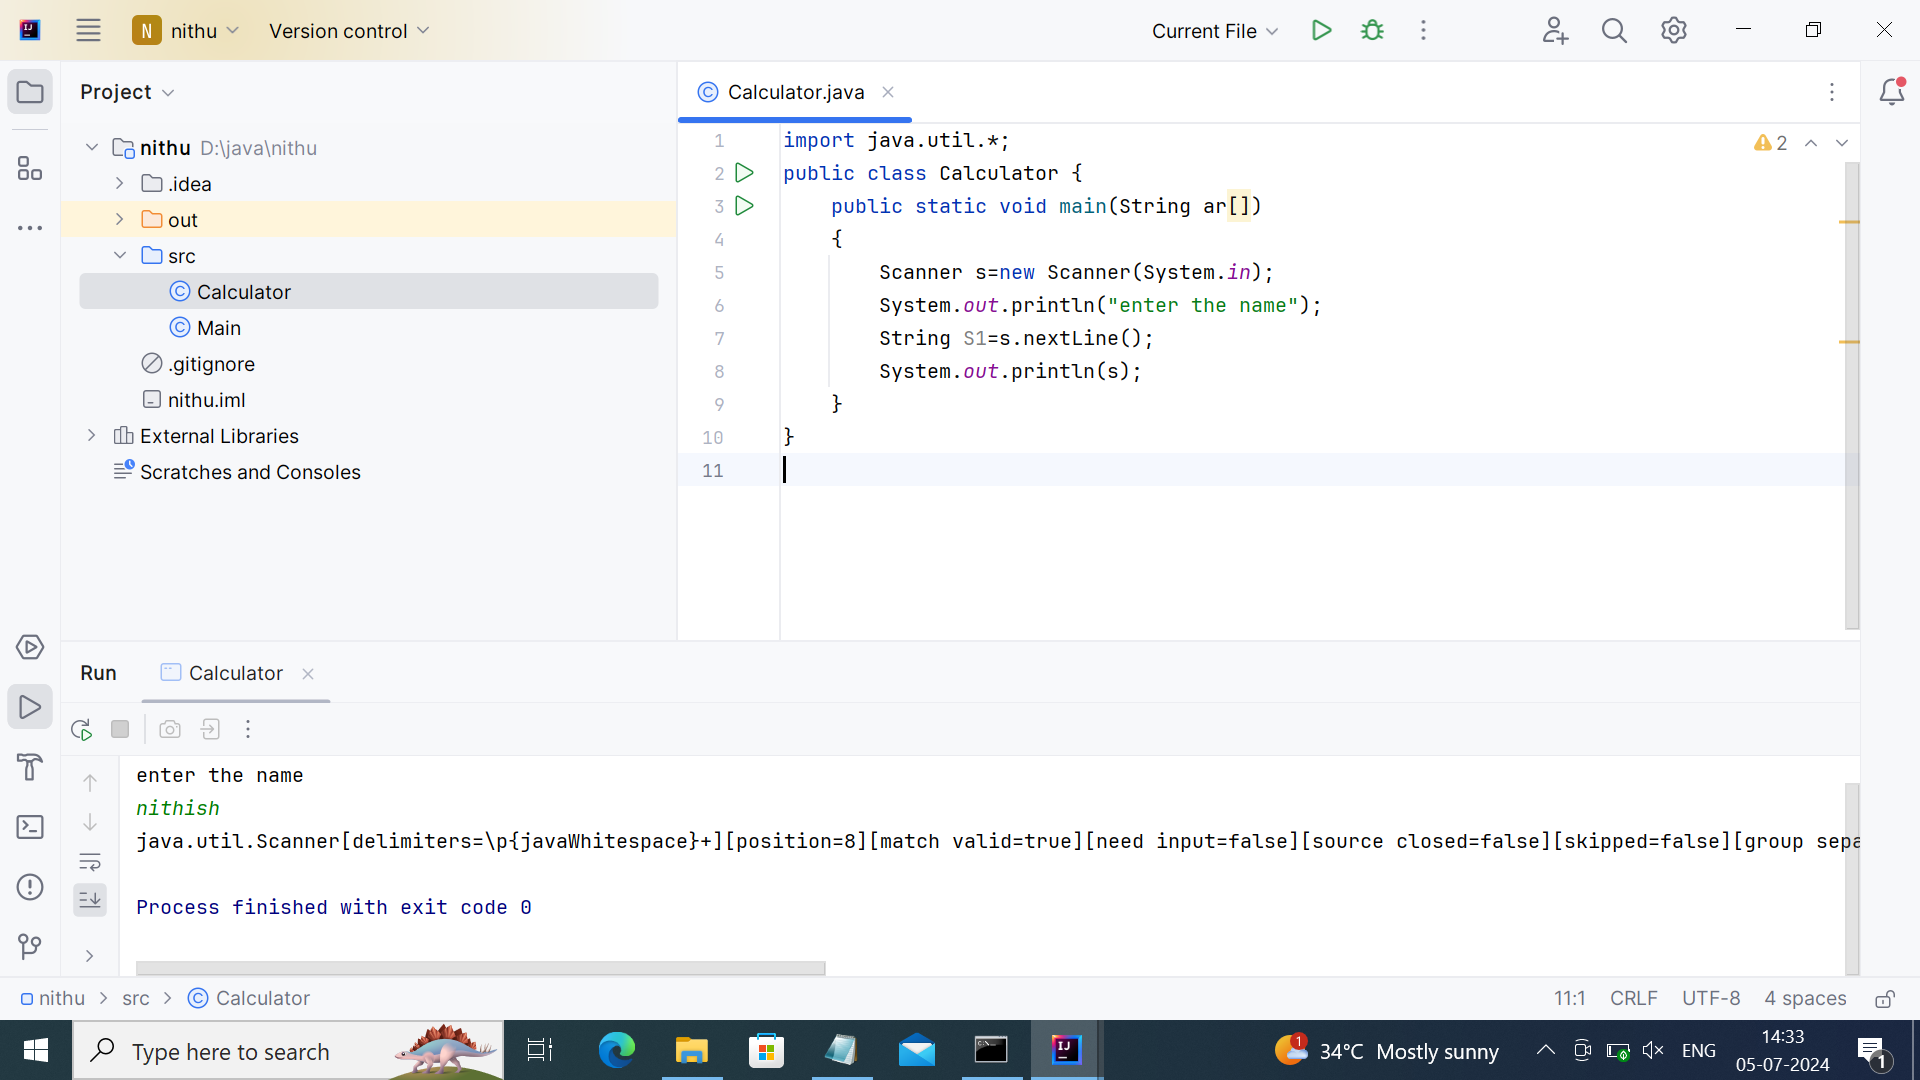 N nithu Version control Current File
Project
nithu D:\java\nithu
.idea
out
src
Calculator
Main
.gitignore
nithu.iml
External Libraries
Scratches and Consoles
Calculator.java
2
1 import java.util.*;
2 public class Calculator {
3 public static void main(String ar[])
4 {
5 Scanner s=new Scanner(System.in);
6 System.out.println("enter the name");
7 String S1=s.nextLine();
8 System.out.println(s);
9 }
10 }
11
Run Calculator
enter the name
nithish
java.util.Scanner[delimiters=\p{javaWhitespace}+][position=8][match valid=true][need input=false][source closed=false][skipped=false][group sepa
Process finished with exit code 0
nithu > src > Calculator 11:1 CRLF UTF-8 4 spaces
Type here to search
1 34°C Mostly sunny ENG
14:33
05-07-2024
1